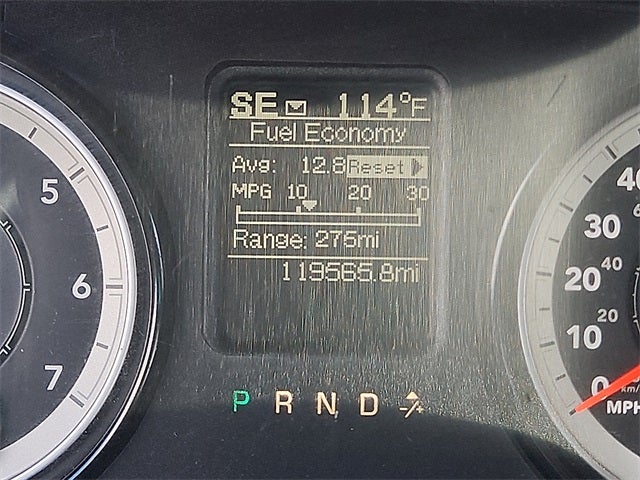 SE 114°F
Fuel Economy
Avg: 12.8 Reset
MPG 10 20 30
Range: 276mi
119565.8mi
P R N D
5
6
7
40
30
20
10
0
40
20
km/
MPH